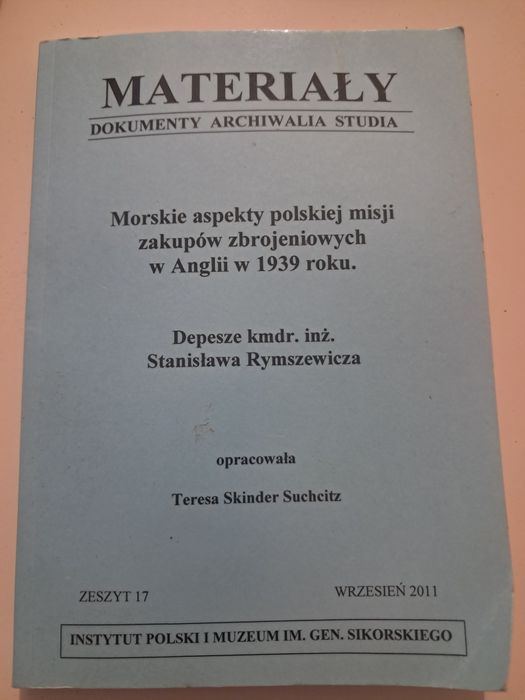 MATERIAŁY
DOKUMENTY ARCHIWALIA STUDIA
Morskie aspekty polskiej misji
zakupów zbrojeniowych
w Anglii w 1939 roku.
Depesze kmdr. inż.
Stanisława Rymszewicza
opracowała
Teresa Skinder Suchcitz
ZESZYT 17
WRZESIEŃ 2011
INSTYTUT POLSKI I MUZEUM IM. GEN. SIKORSKIEGO